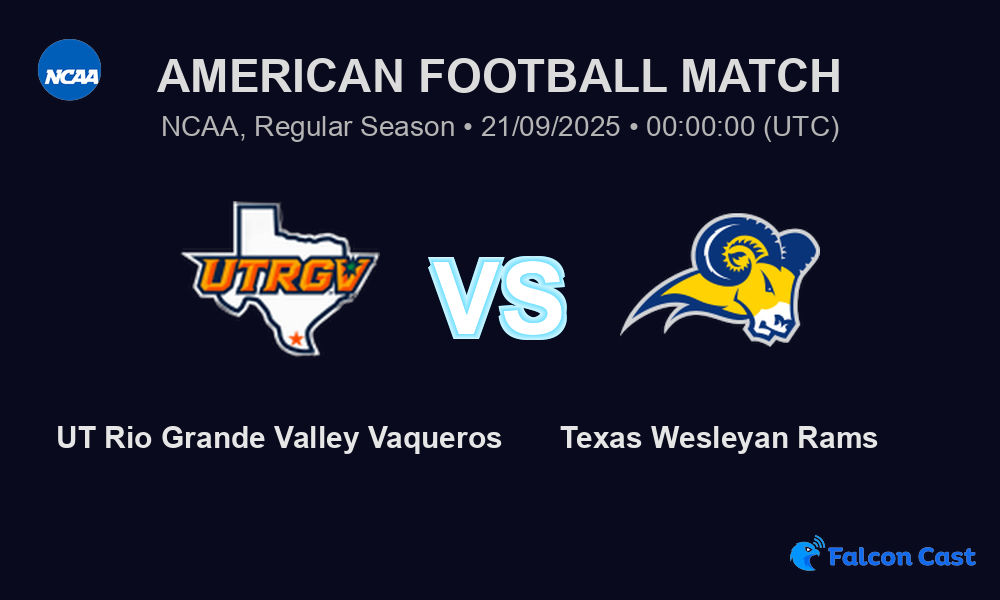 NCAA
AMERICAN FOOTBALL MATCH
NCAA, Regular Season • 21/09/2025 • 00:00:00 (UTC)
UTRGV
VS
UT Rio Grande Valley Vaqueros
Texas Wesleyan Rams
Falcon Cast